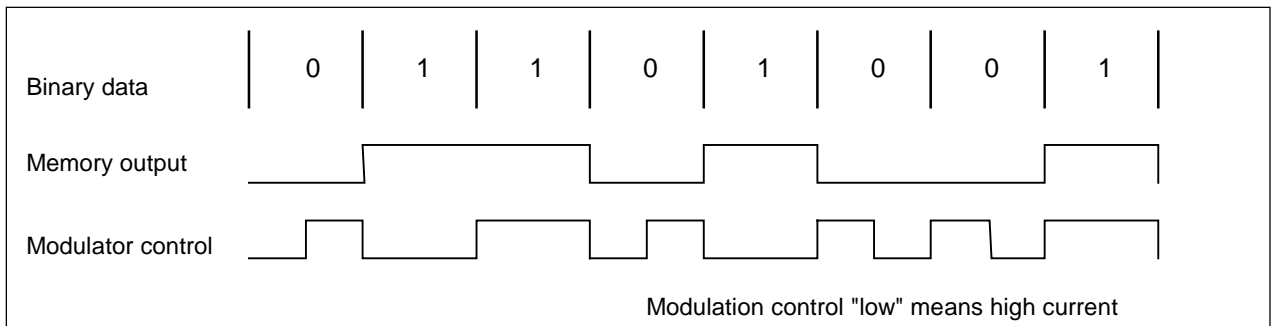 Binary data 0 1 1 0 1 0 0 1
Memory output
Modulator control
Modulation control "low" means high current